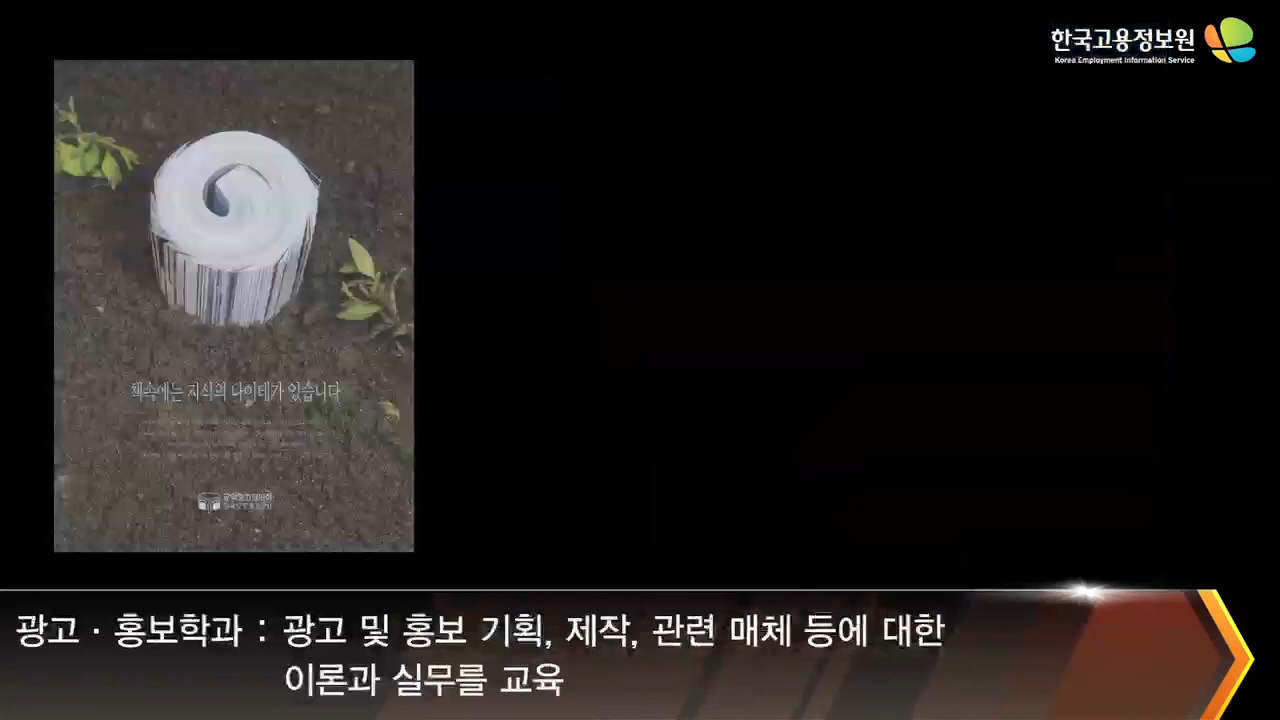 한국고용정보원
Korea Employment Information Service
책속에는 지식의 나이테가 있습니다
광고 · 홍보학과 : 광고 및 홍보 기획, 제작, 관련 매체 등에 대한
이론과 실무를 교육